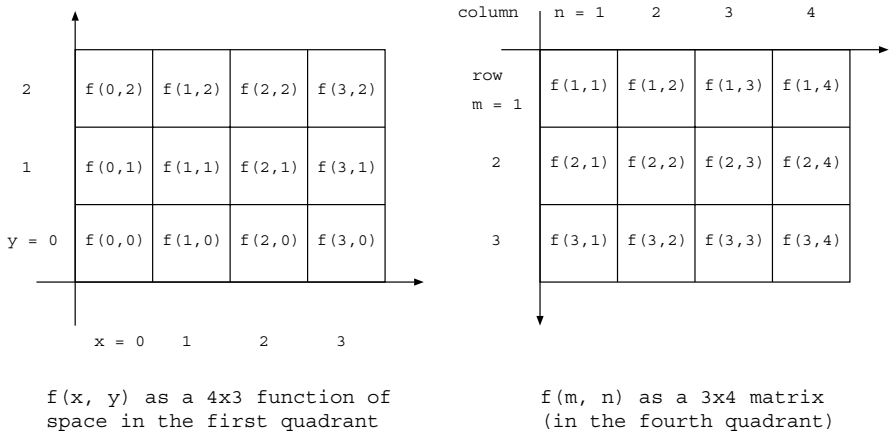 2 f(0,2) f(1,2) f(2,2) f(3,2)
1 f(0,1) f(1,1) f(2,1) f(3,1)
y = 0 f(0,0) f(1,0) f(2,0) f(3,0)
x = 0 1 2 3
f(x, y) as a 4x3 function of
space in the first quadrant
column n = 1 2 3 4
row
m = 1 f(1,1) f(1,2) f(1,3) f(1,4)
2 f(2,1) f(2,2) f(2,3) f(2,4)
3 f(3,1) f(3,2) f(3,3) f(3,4)
f(m, n) as a 3x4 matrix
(in the fourth quadrant)